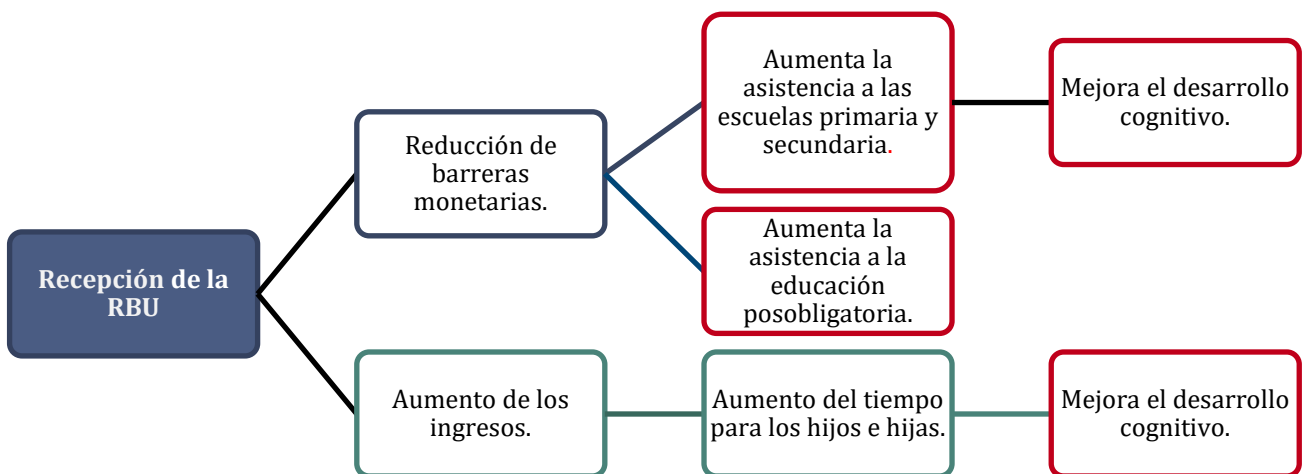 Recepción de la
RBU
Reducción de
barreras
monetarias.
Aumenta la
asistencia a las
escuelas primaria y
secundaria.
Mejora el desarrollo
cognitivo.
Aumenta la
asistencia a la
educación
posobligatoria.
Aumento de los
ingresos.
Aumento del tiempo
para los hijos e hijas.
Mejora el desarrollo
cognitivo.